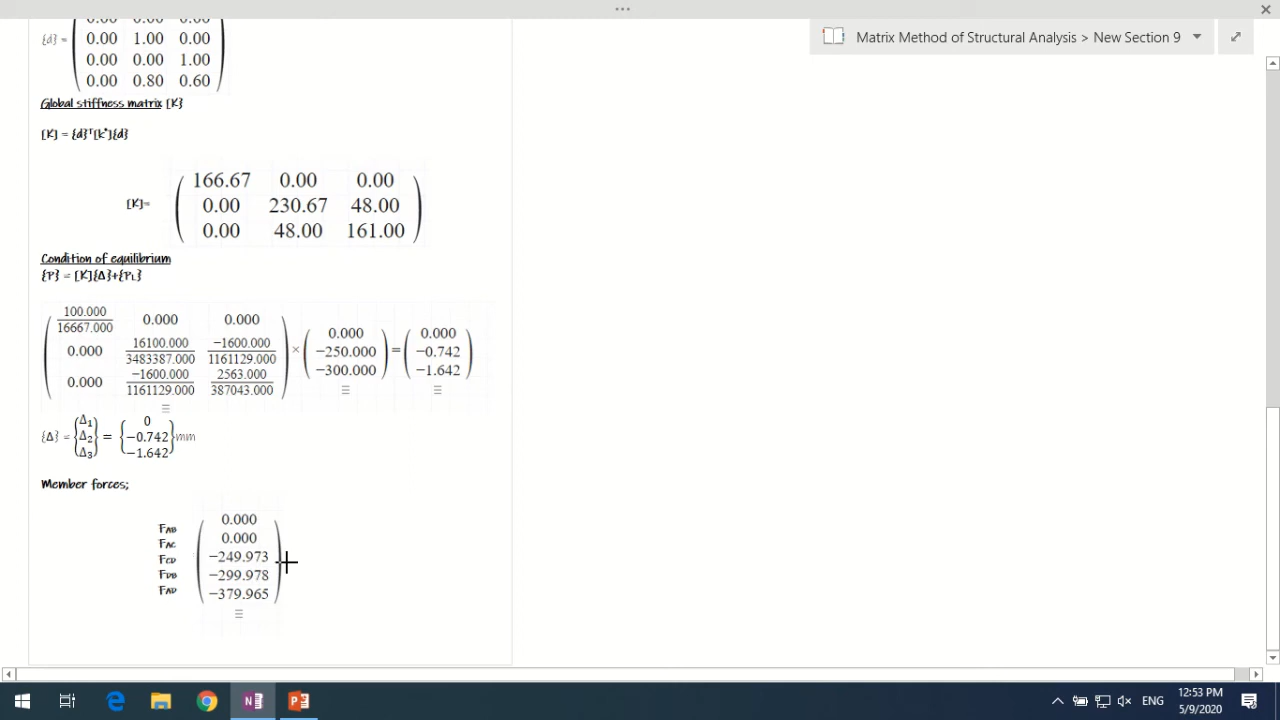 Matrix Method of Structural Analysis > New Section 9
0.00 0.00 0.00
{d} = 0.00 1.00 0.00
0.00 0.00 1.00
0.00 0.80 0.60
Global stiffness matrix [K]
[K] = {d}ᵀ[k*]{d}
166.67 0.00 0.00
[K]= 0.00 230.67 48.00
0.00 48.00 161.00
Condition of equilibrium
{P} = [K]{Δ}+{PL}
100.000/16667.000 0.000 0.000
0.000 16100.000/3483387.000 −1600.000/1161129.000
0.000 −1600.000/1161129.000 2563.000/387043.000
×
0.000
−250.000
−300.000
=
0.000
−0.742
−1.642
{Δ} = {Δ1 Δ2 Δ3} = {0 −0.742 −1.642} mm
Member forces;
FAB 0.000
FAC 0.000
FCD −249.973
FDB −299.978
FAD −379.965
ENG
12:53 PM
5/9/2020